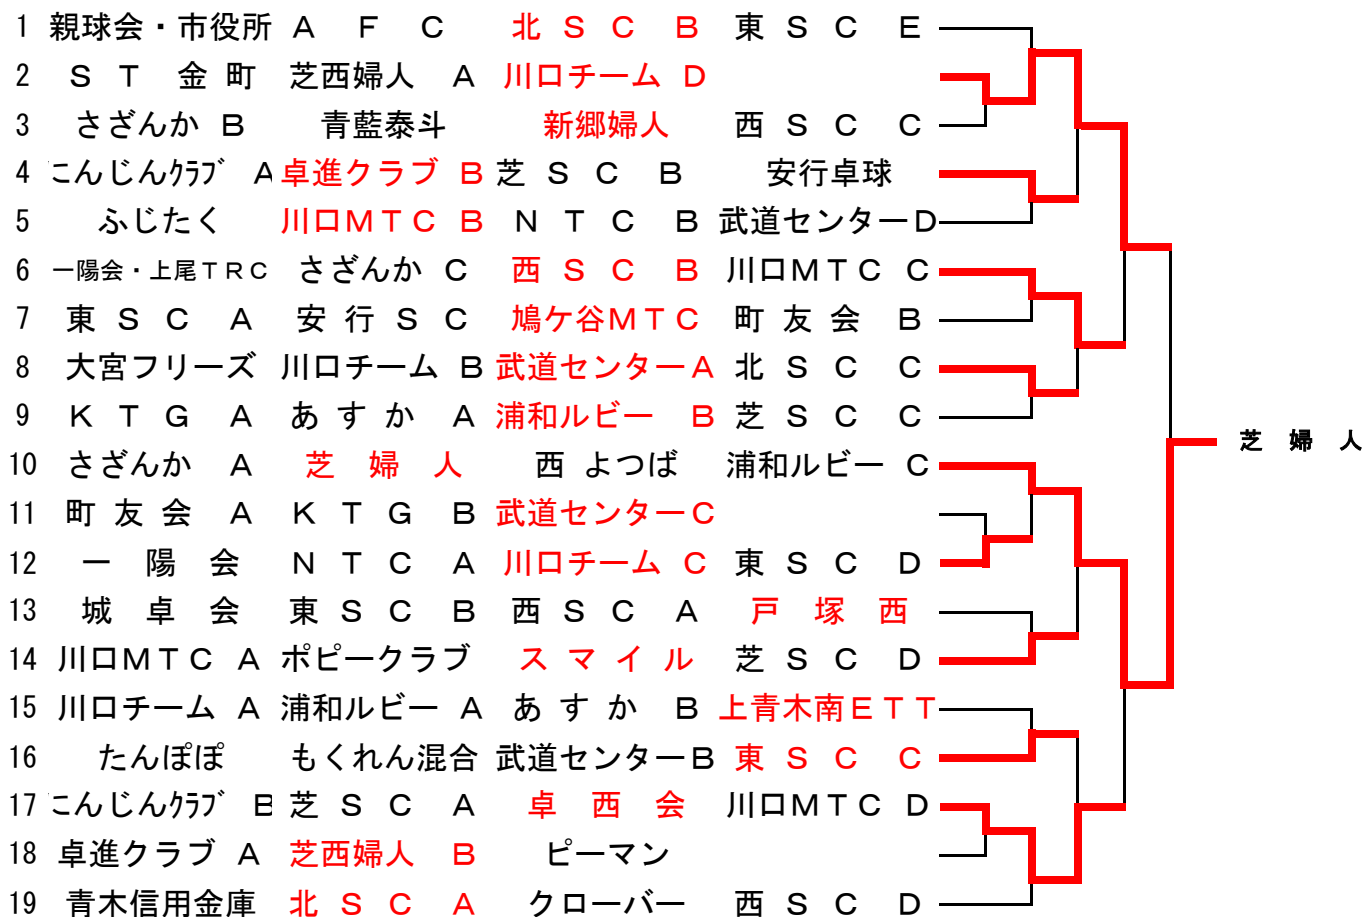 1 親球会・市役所 Ａ Ｆ Ｃ 北 Ｓ Ｃ Ｂ 東 Ｓ Ｃ Ｅ
2 Ｓ Ｔ 金 町 芝西婦人 Ａ 川口チーム Ｄ
3 さざんか Ｂ 青藍泰斗 新郷婦人 西 Ｓ Ｃ Ｃ
4 こんじんｸﾗﾌﾞ Ａ 卓進クラブ Ｂ 芝 Ｓ Ｃ Ｂ 安行卓球
5 ふじたく 川口ＭＴＣ Ｂ Ｎ Ｔ Ｃ Ｂ 武道センターＤ
6 一陽会・上尾ＴＲＣ さざんか Ｃ 西 Ｓ Ｃ Ｂ 川口ＭＴＣ Ｃ
7 東 Ｓ Ｃ Ａ 安 行 Ｓ Ｃ 鳩ケ谷ＭＴＣ 町 友 会 Ｂ
8 大宮フリーズ 川口チーム Ｂ 武道センターＡ 北 Ｓ Ｃ Ｃ
9 Ｋ Ｔ Ｇ Ａ あ す か Ａ 浦和ルビー Ｂ 芝 Ｓ Ｃ Ｃ
芝 婦 人
10 さざんか Ａ 芝 婦 人 西 よつば 浦和ルビー Ｃ
11 町 友 会 Ａ Ｋ Ｔ Ｇ Ｂ 武道センターＣ
12 一 陽 会 Ｎ Ｔ Ｃ Ａ 川口チーム Ｃ 東 Ｓ Ｃ Ｄ
13 城 卓 会 東 Ｓ Ｃ Ｂ 西 Ｓ Ｃ Ａ 戸 塚 西
14 川口ＭＴＣ Ａ ポピークラブ ス マ イ ル 芝 Ｓ Ｃ Ｄ
15 川口チーム Ａ 浦和ルビー Ａ あ す か Ｂ 上青木南ＥＴＴ
16 たんぽぽ もくれん混合 武道センターＢ 東 Ｓ Ｃ Ｃ
17 こんじんｸﾗﾌﾞ Ｂ 芝 Ｓ Ｃ Ａ 卓 西 会 川口ＭＴＣ Ｄ
18 卓進クラブ Ａ 芝西婦人 Ｂ ピーマン
19 青木信用金庫 北 Ｓ Ｃ Ａ クローバー 西 Ｓ Ｃ Ｄ